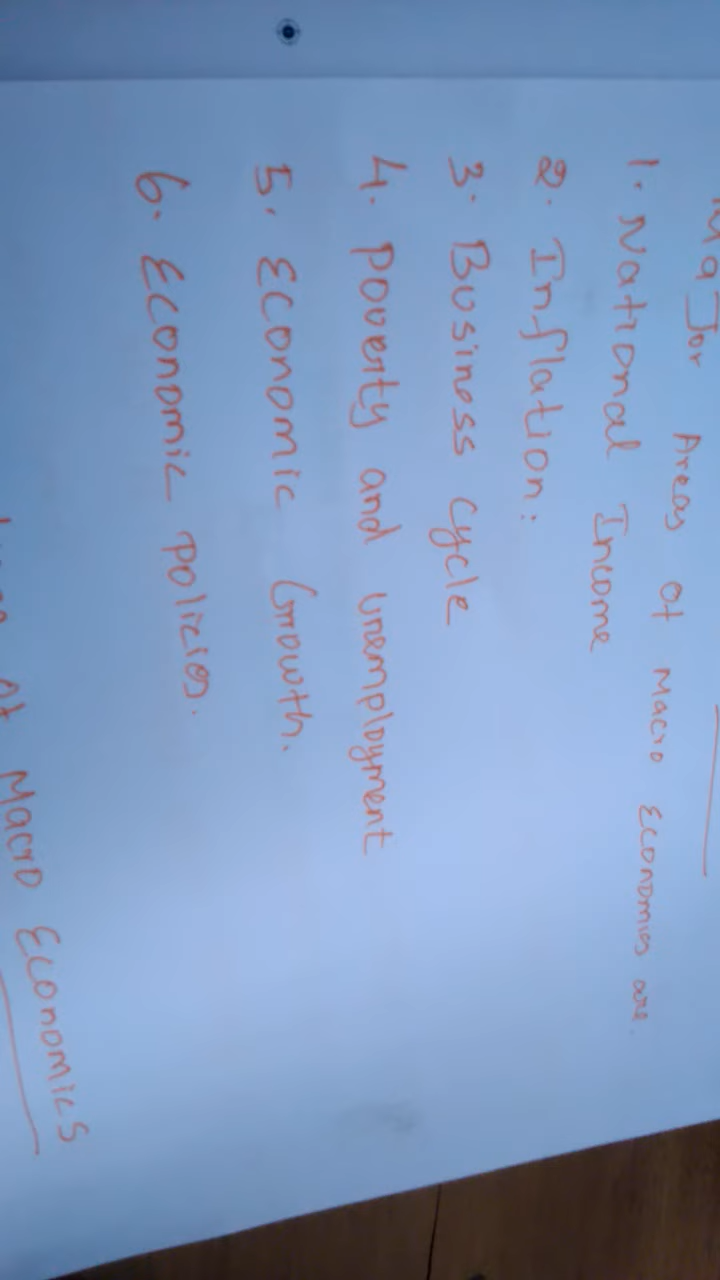 Major Areas of Macro Economics are.
1. National Income
2. Inflation:
3. Business Cycle
4. Poverty and Unemployment
5. Economic Growth.
6. Economic Policies.
of Macro Economics